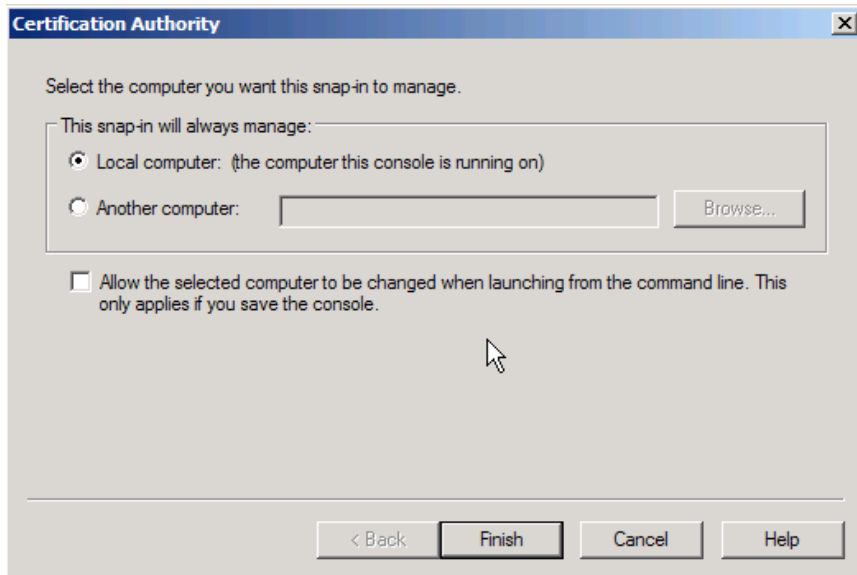 Certification Authority
Select the computer you want this snap-in to manage.
This snap-in will always manage:
Local computer:  (the computer this console is running on)
Another computer:
Browse...
Allow the selected computer to be changed when launching from the command line. This
only applies if you save the console.
< Back
Finish
Cancel
Help